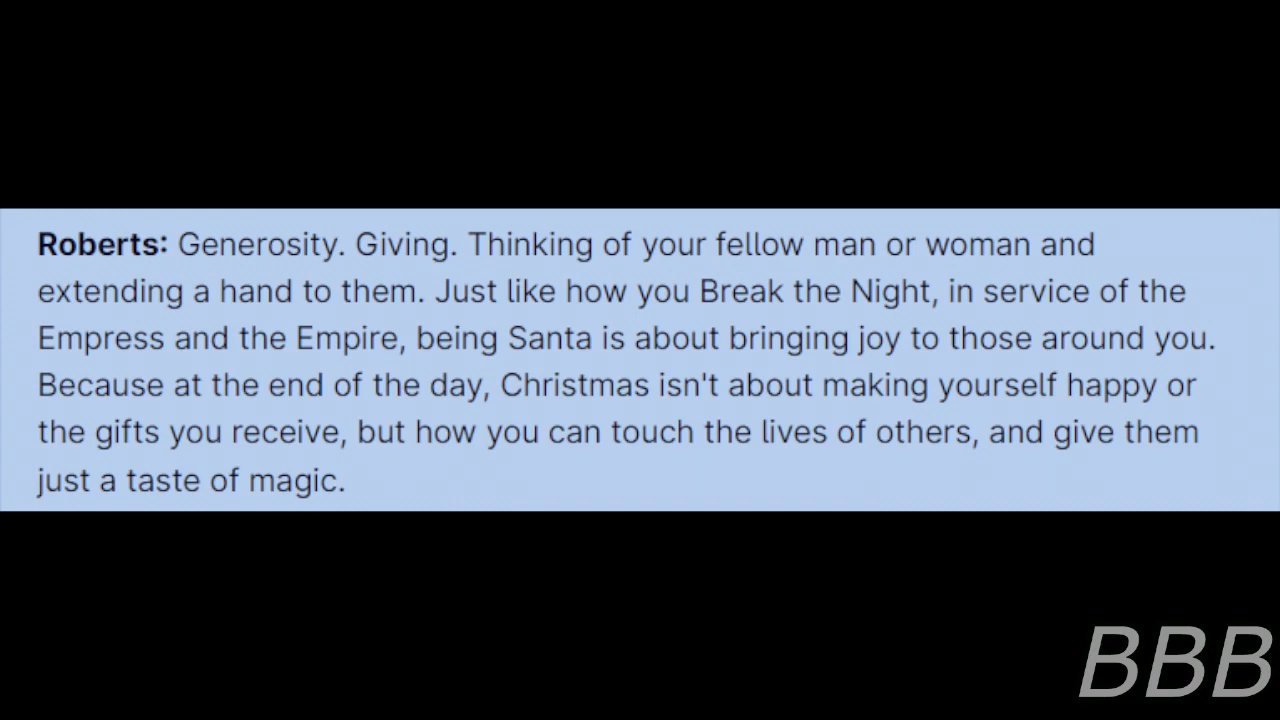 Roberts: Generosity. Giving. Thinking of your fellow man or woman and
extending a hand to them. Just like how you Break the Night, in service of the
Empress and the Empire, being Santa is about bringing joy to those around you.
Because at the end of the day, Christmas isn't about making yourself happy or
the gifts you receive, but how you can touch the lives of others, and give them
just a taste of magic.
BBB